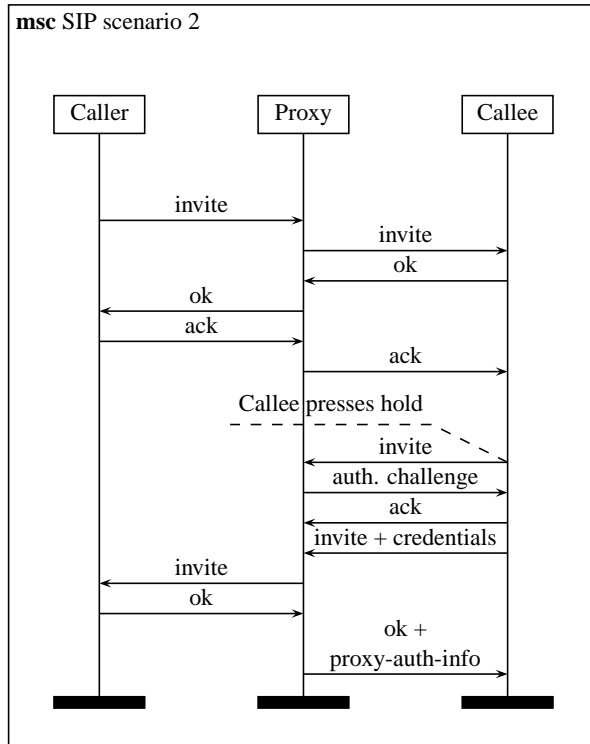 msc SIP scenario 2
Caller
Proxy
Callee
invite
invite
ok
ok
ack
ack
Callee presses hold
invite
auth. challenge
ack
invite + credentials
invite
ok
ok +
proxy-auth-info